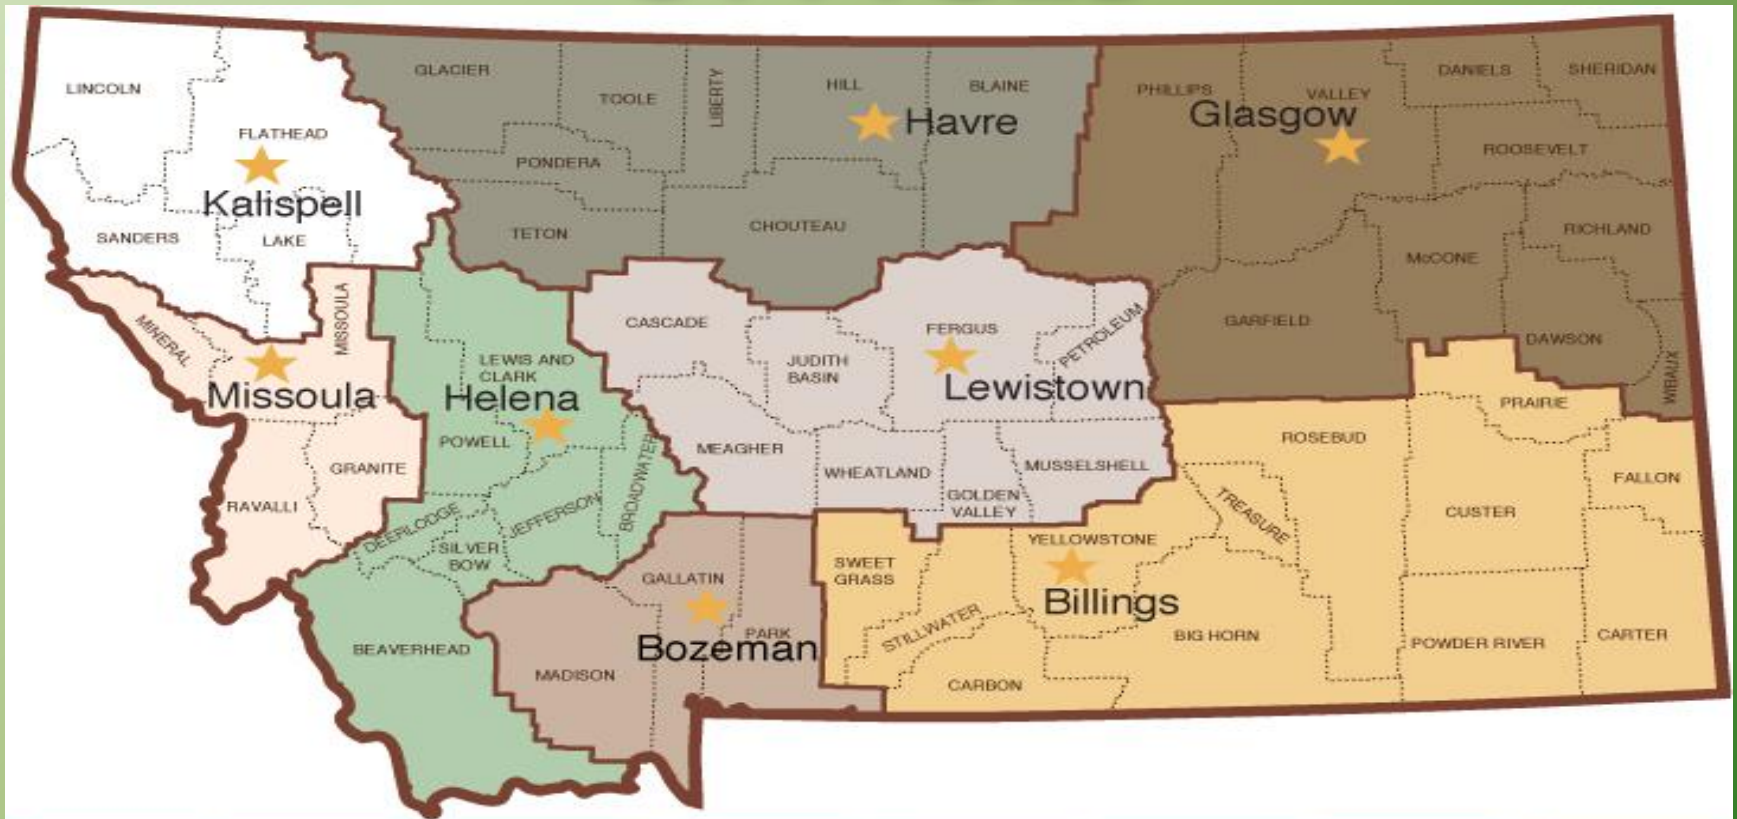 LINCOLN
FLATHEAD
Kalispell
SANDERS
LAKE
GLACIER
TOOLE
LIBERTY
HILL
BLAINE
Havre
PONDERA
TETON
CHOUTEAU
PHILLIPS
VALLEY
Glasgow
DANIELS
SHERIDAN
ROOSEVELT
RICHLAND
McCONE
GARFIELD
DAWSON
WIBAUX
MINERAL
MISSOULA
Missoula
GRANITE
RAVALLI
LEWIS AND
CLARK
Helena
POWELL
BROADWATER
DEERLODGE
JEFFERSON
SILVER
BOW
BEAVERHEAD
CASCADE
JUDITH
BASIN
FERGUS
PETROLEUM
Lewistown
MEAGHER
WHEATLAND
GOLDEN
VALLEY
MUSSELSHELL
GALLATIN
PARK
Bozeman
MADISON
PRAIRIE
ROSEBUD
FALLON
TREASURE
CUSTER
YELLOWSTONE
SWEET
GRASS
Billings
STILLWATER
BIG HORN
POWDER RIVER
CARTER
CARBON